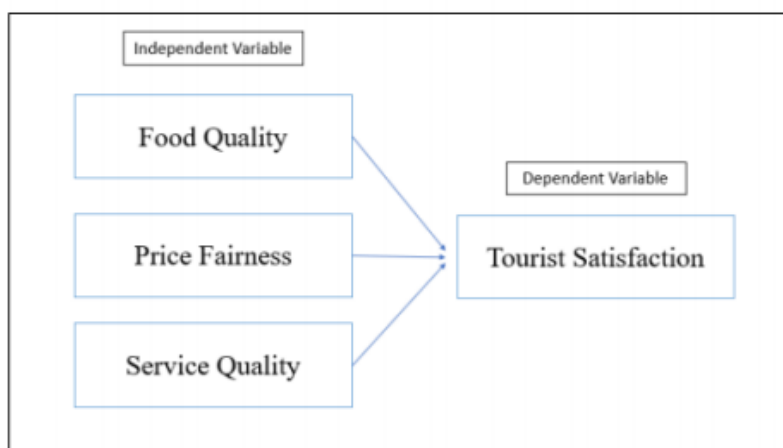 Independent Variable
Food Quality
Dependent Variable
Price Fairness
Tourist Satisfaction
Service Quality